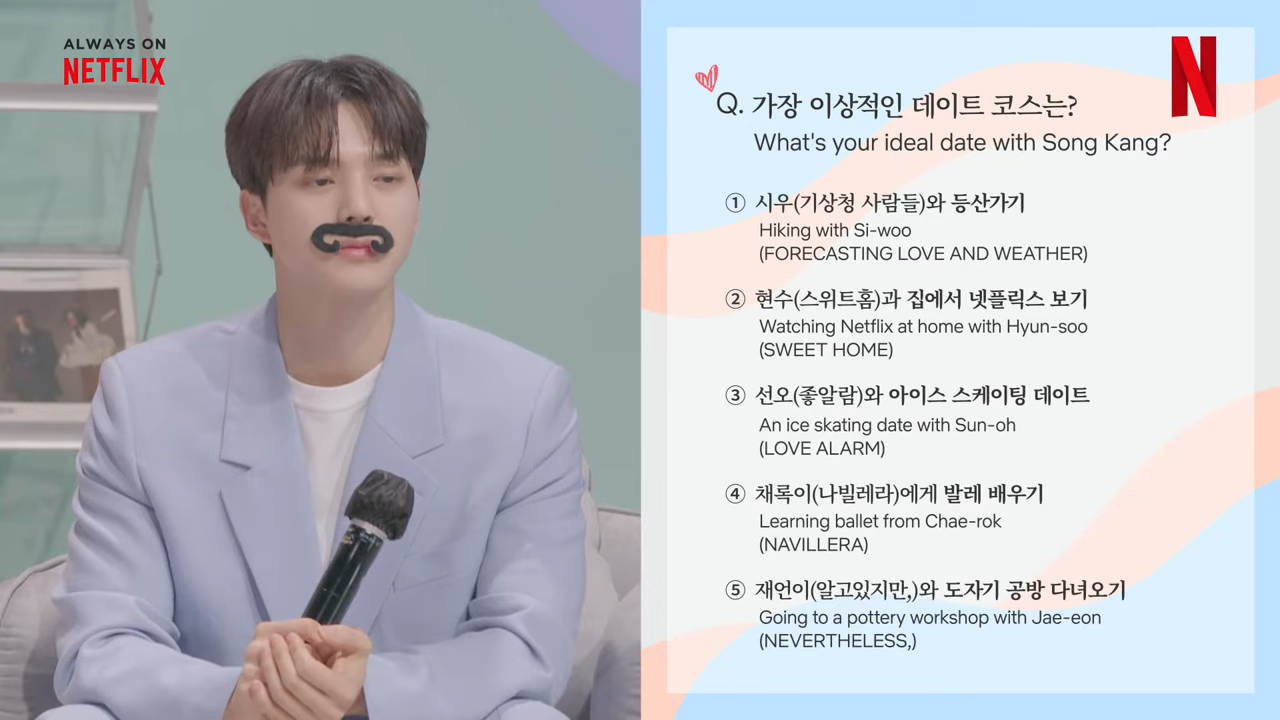 ALWAYS ON
NETFLIX
N
Q. 가장 이상적인 데이트 코스는?
What's your ideal date with Song Kang?
① 시우(기상청 사람들)와 등산가기
Hiking with Si-woo
(FORECASTING LOVE AND WEATHER)
② 현수(스위트홈)과 집에서 넷플릭스 보기
Watching Netflix at home with Hyun-soo
(SWEET HOME)
③ 선오(좋알람)와 아이스 스케이팅 데이트
An ice skating date with Sun-oh
(LOVE ALARM)
④ 채록이(나빌레라)에게 발레 배우기
Learning ballet from Chae-rok
(NAVILLERA)
⑤ 재언이(알고있지만,)와 도자기 공방 다녀오기
Going to a pottery workshop with Jae-eon
(NEVERTHELESS,)